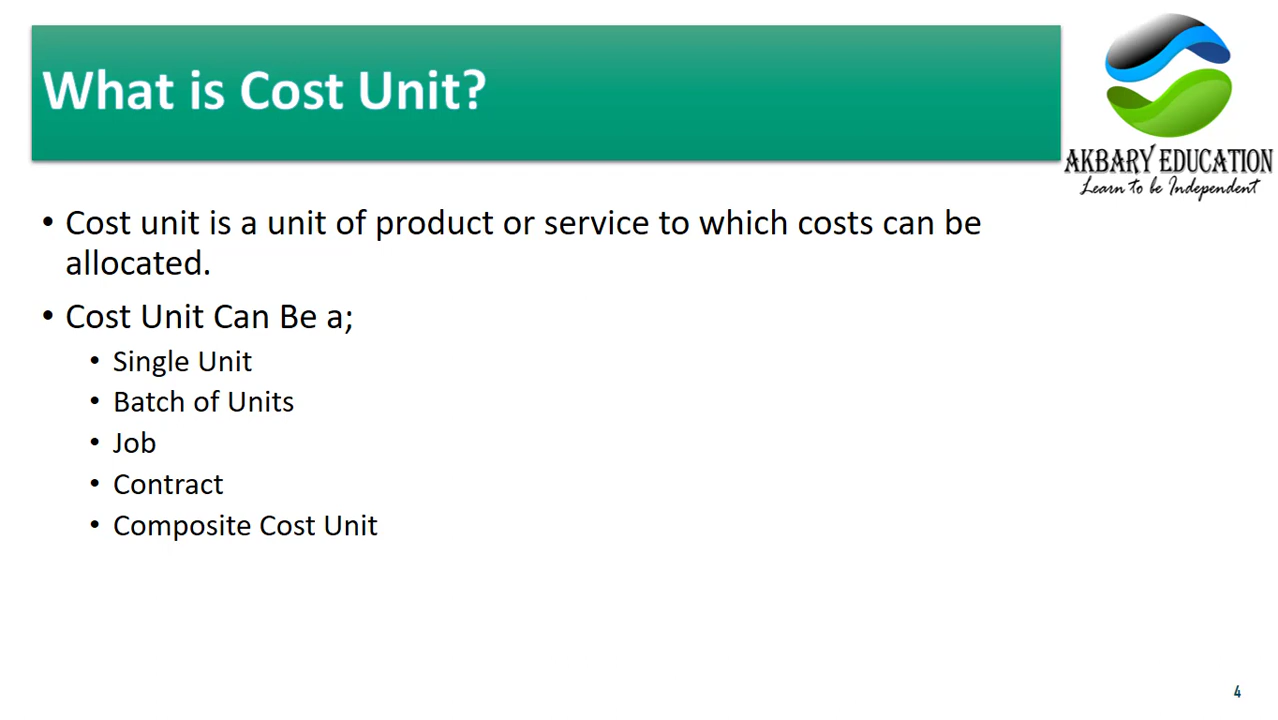 What is Cost Unit?
AKBARY EDUCATION
Learn to be Independent
• Cost unit is a unit of product or service to which costs can be
allocated.
• Cost Unit Can Be a;
• Single Unit
• Batch of Units
• Job
• Contract
• Composite Cost Unit
4